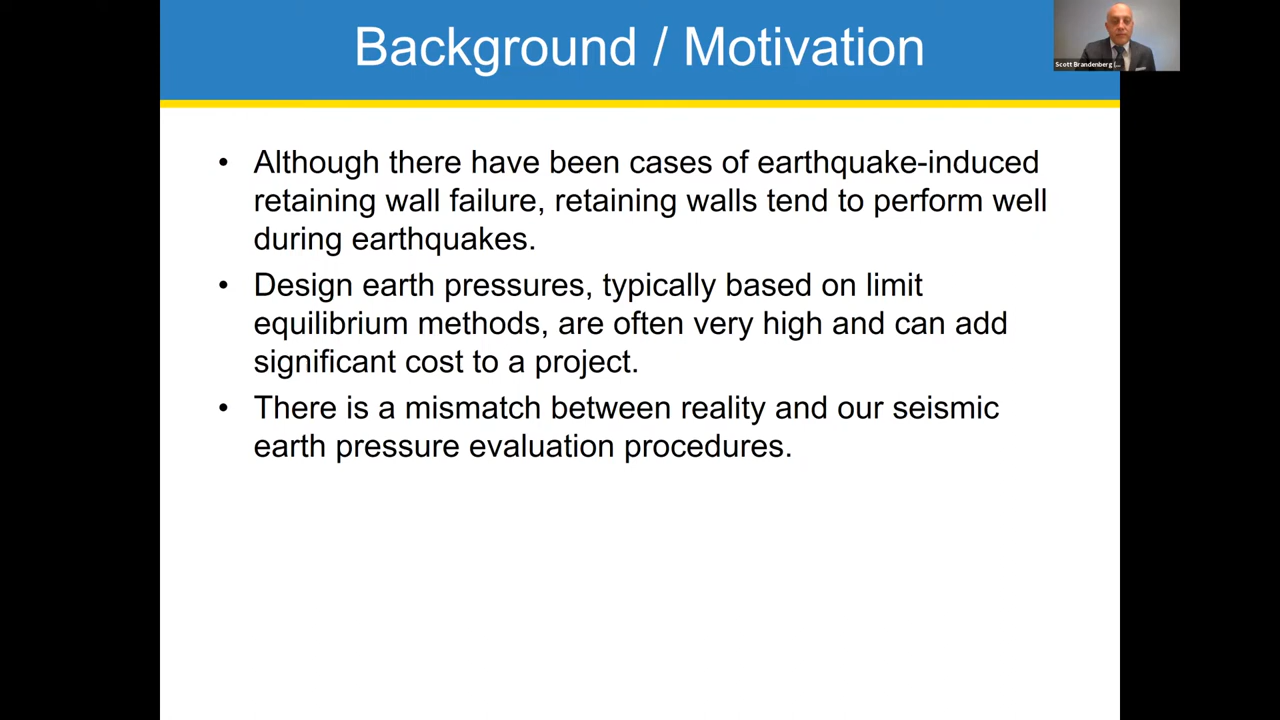 Background / Motivation
Scott Brandenberg (...
• Although there have been cases of earthquake-induced
retaining wall failure, retaining walls tend to perform well
during earthquakes.
• Design earth pressures, typically based on limit
equilibrium methods, are often very high and can add
significant cost to a project.
• There is a mismatch between reality and our seismic
earth pressure evaluation procedures.